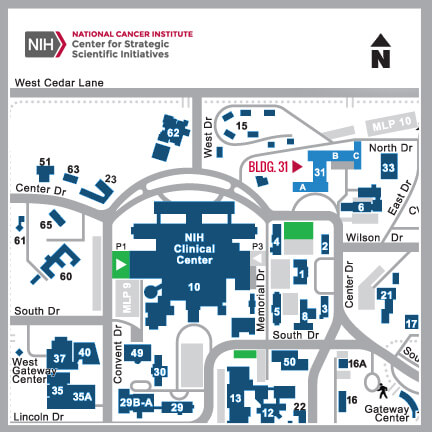 NIH
NATIONAL CANCER INSTITUTE
Center for Strategic
Scientific Initiatives
N
West Cedar Lane
MLP 10
West Dr
15
62
BLDG. 31
B
C
31
A
North Dr
33
51
63
23
Center Dr
East Dr
6
65
61
60
P1
NIH
Clinical
Center
10
P3
MLP 9
4
2
1
5
8
3
Memorial Dr
Wilson Dr
Center Dr
21
17
South Dr
South Dr
Convent Dr
West
Gateway
Center
37
40
35
35A
49
30
29B-A
29
13
12
50
22
16A
16
Gateway
Center
Lincoln Dr